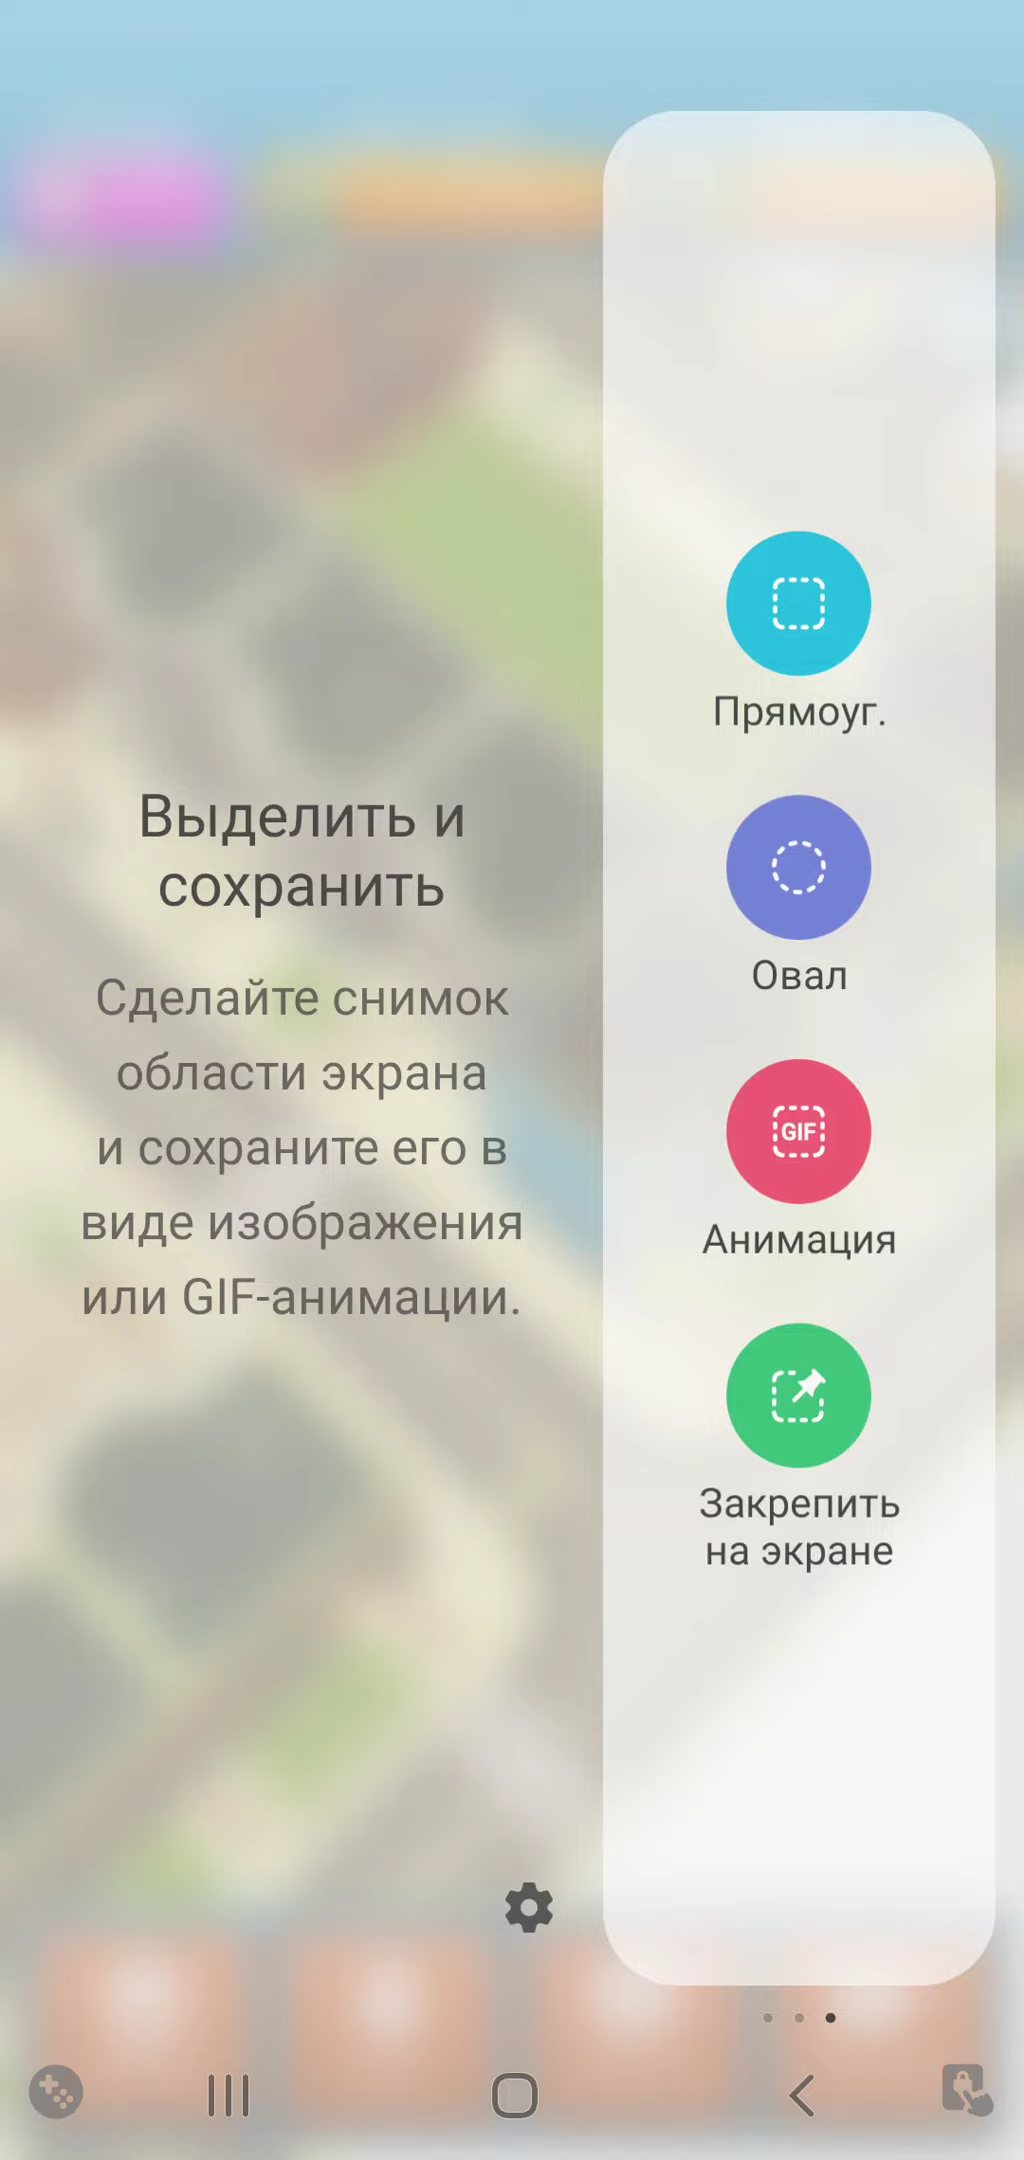 Выделить и
сохранить
Сделайте снимок
области экрана
и сохраните его в
виде изображения
или GIF-анимации.
Прямоуг.
Овал
GIF
Анимация
Закрепить
на экране